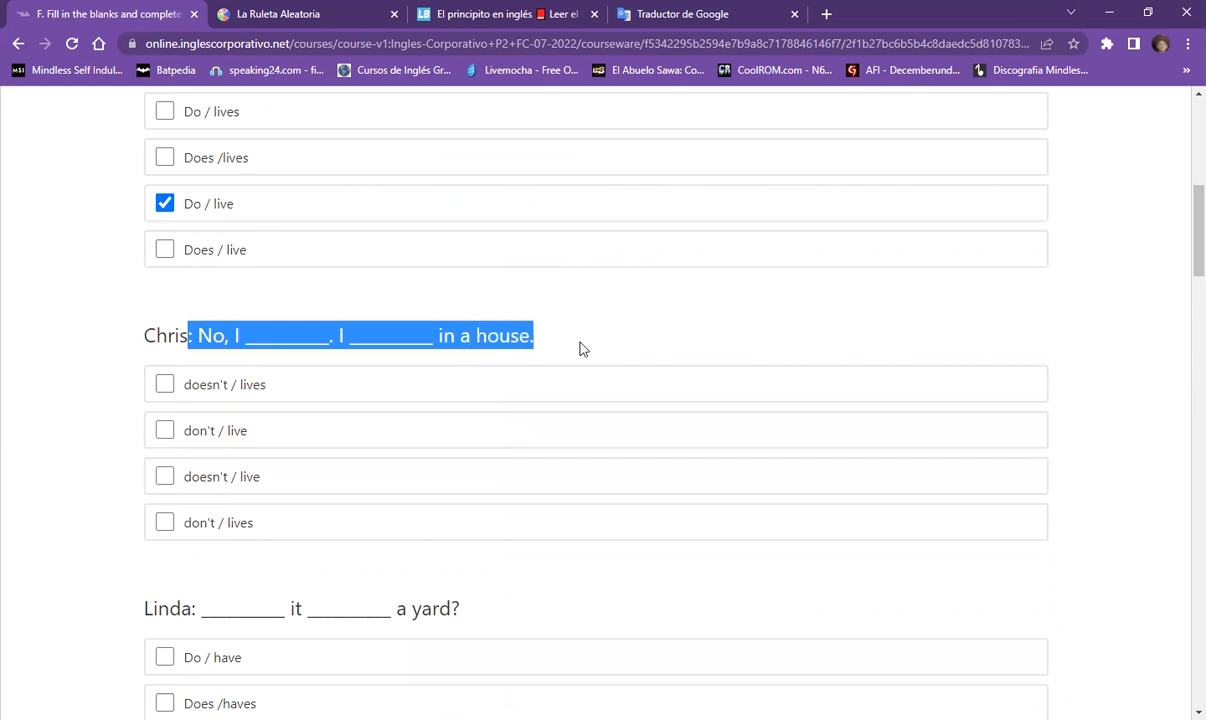 F. Fill in the blanks and complete
La Ruleta Aleatoria
El principito en inglés 📕 Leer el
Traductor de Google
online.inglescorporativo.net/courses/course-v1:Ingles-Corporativo+P2+FC-07-2022/courseware/f5342295b2594e7b9a8c7178846146f7/2f1b27bc6b5b4c8daedc5d810783...
Mindless Self Indul...
Batpedia
speaking24.com - fi...
Cursos de Inglés Gr...
Livemocha - Free O...
El Abuelo Sawa: Co...
CoolROM.com - N6...
AFI - Decemberund...
Discografia Mindles...
»
Do / lives
Does /lives
Do / live
Does / live
Chris: No, I _________. I _________ in a house.
doesn't / lives
don't / live
doesn't / live
don't / lives
Linda: _________ it _________ a yard?
Do / have
Does /haves